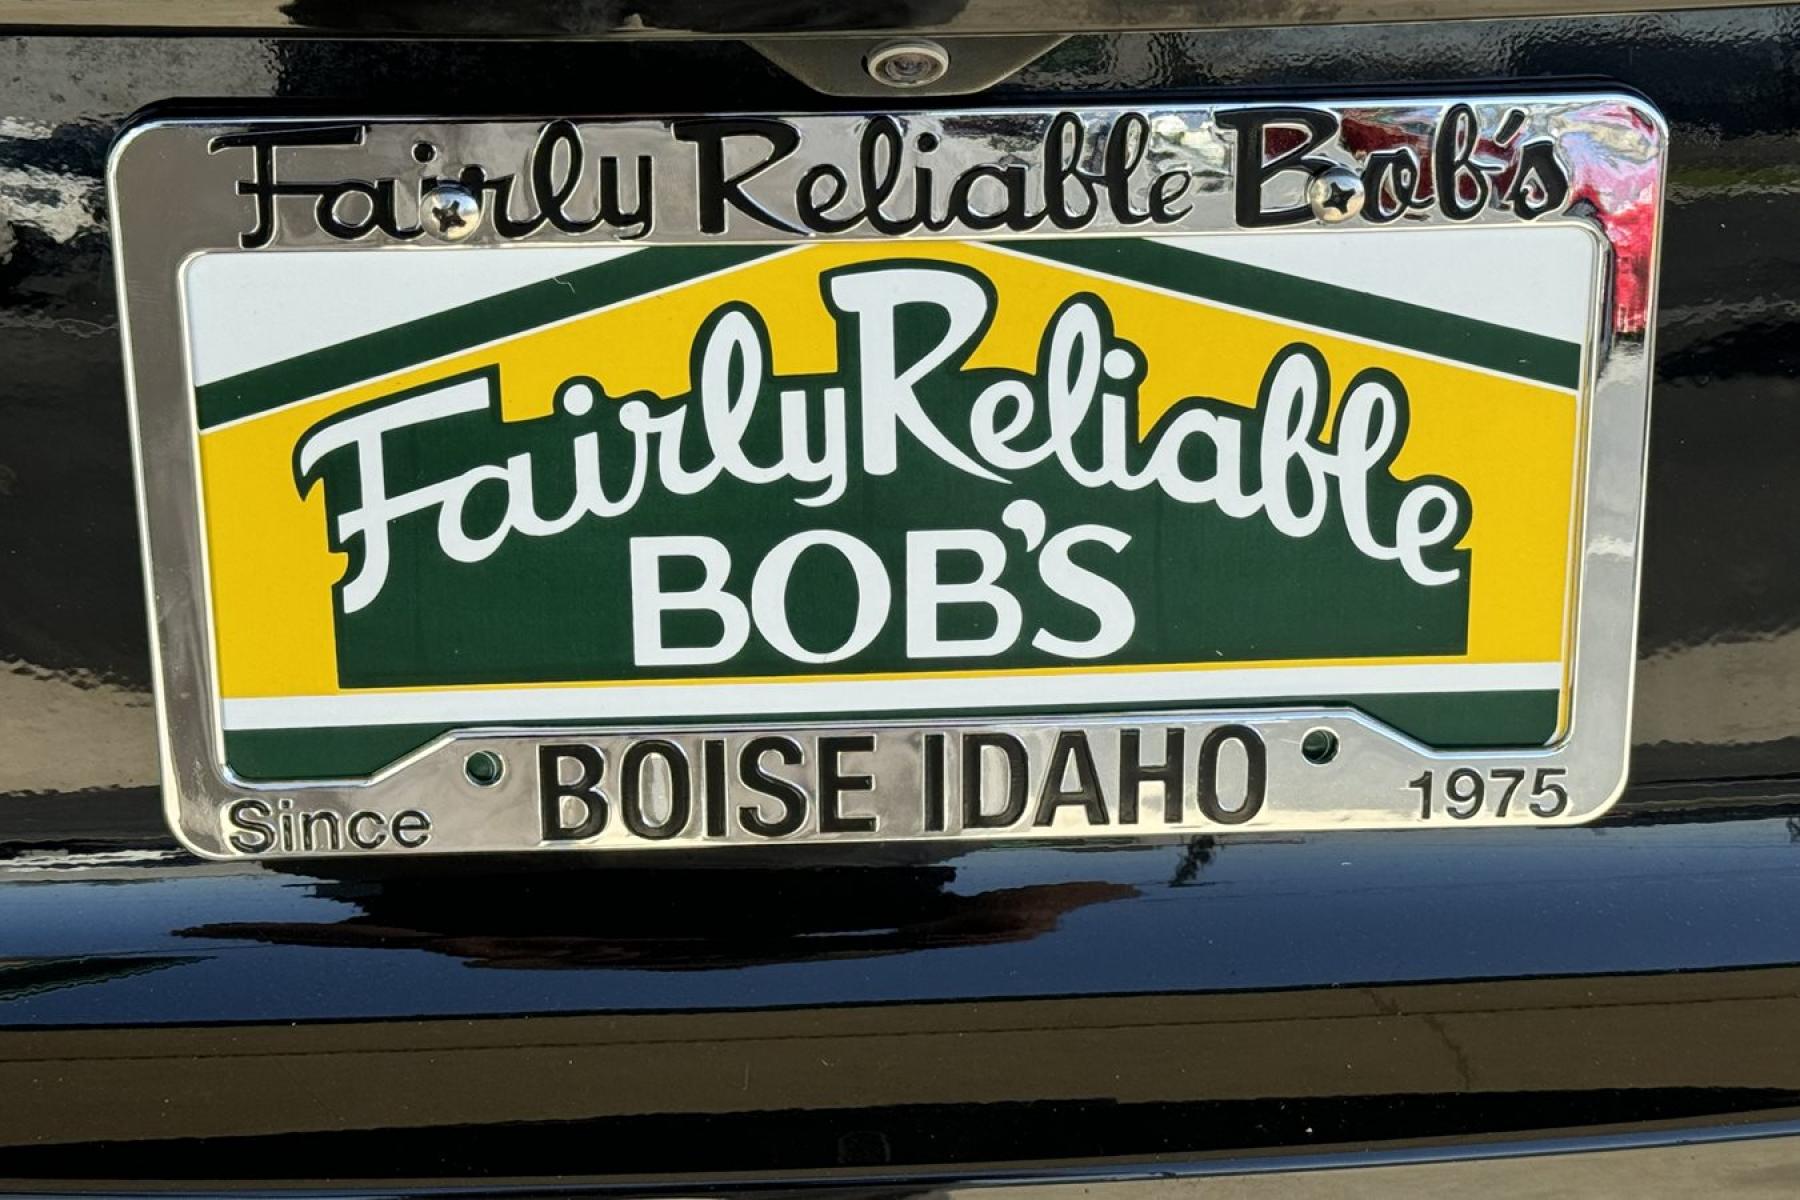 Fairly Reliable Bob's
Fairly Reliable
BOB'S
Since BOISE IDAHO 1975